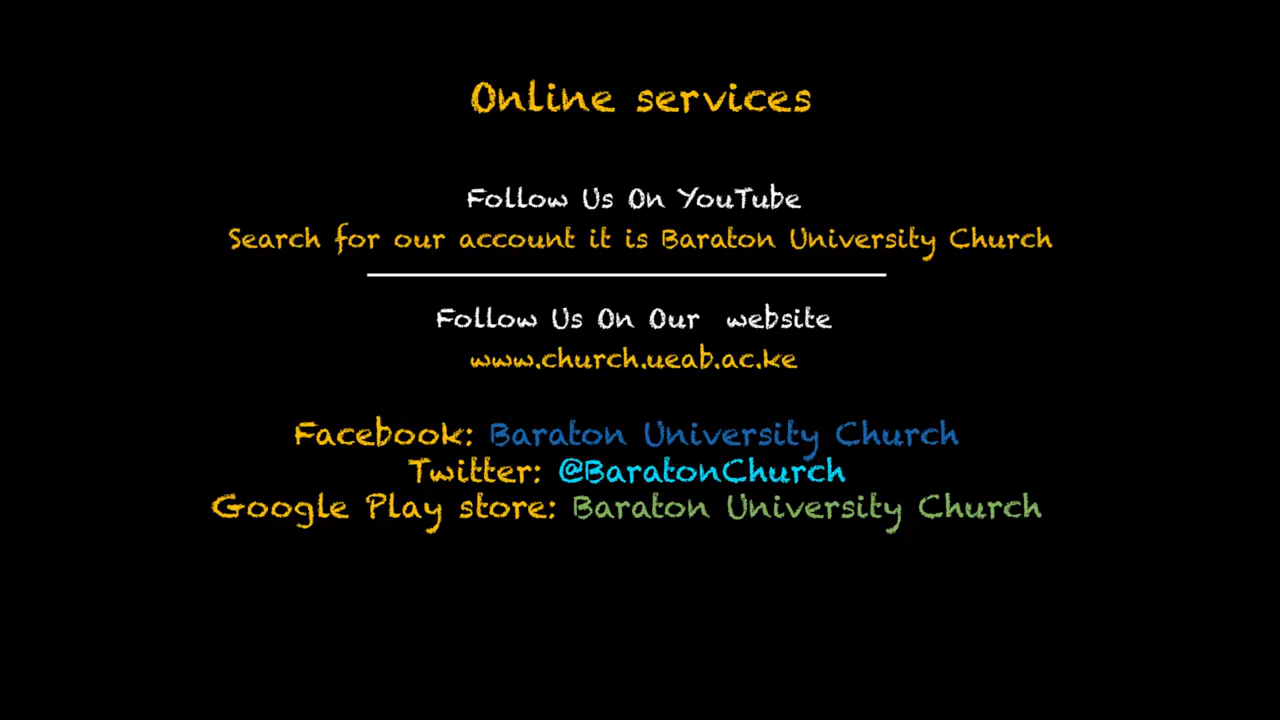 Online services
Follow Us On YouTube
Search for our account it is Baraton University Church
Follow Us On Our  website
www.church.ueab.ac.ke
Facebook: Baraton University Church
Twitter: @BaratonChurch
Google Play store: Baraton University Church